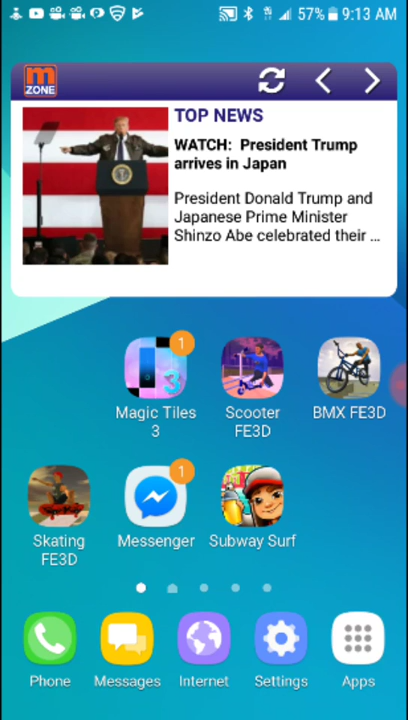 57% 9:13 AM
m
ZONE
TOP NEWS
WATCH: President Trump
arrives in Japan
President Donald Trump and
Japanese Prime Minister
Shinzo Abe celebrated their ...
1
3
Magic Tiles
3
Scooter
FE3D
BMX FE3D
1
Skating
FE3D
Messenger
Subway Surf
Phone
Messages
Internet
Settings
Apps